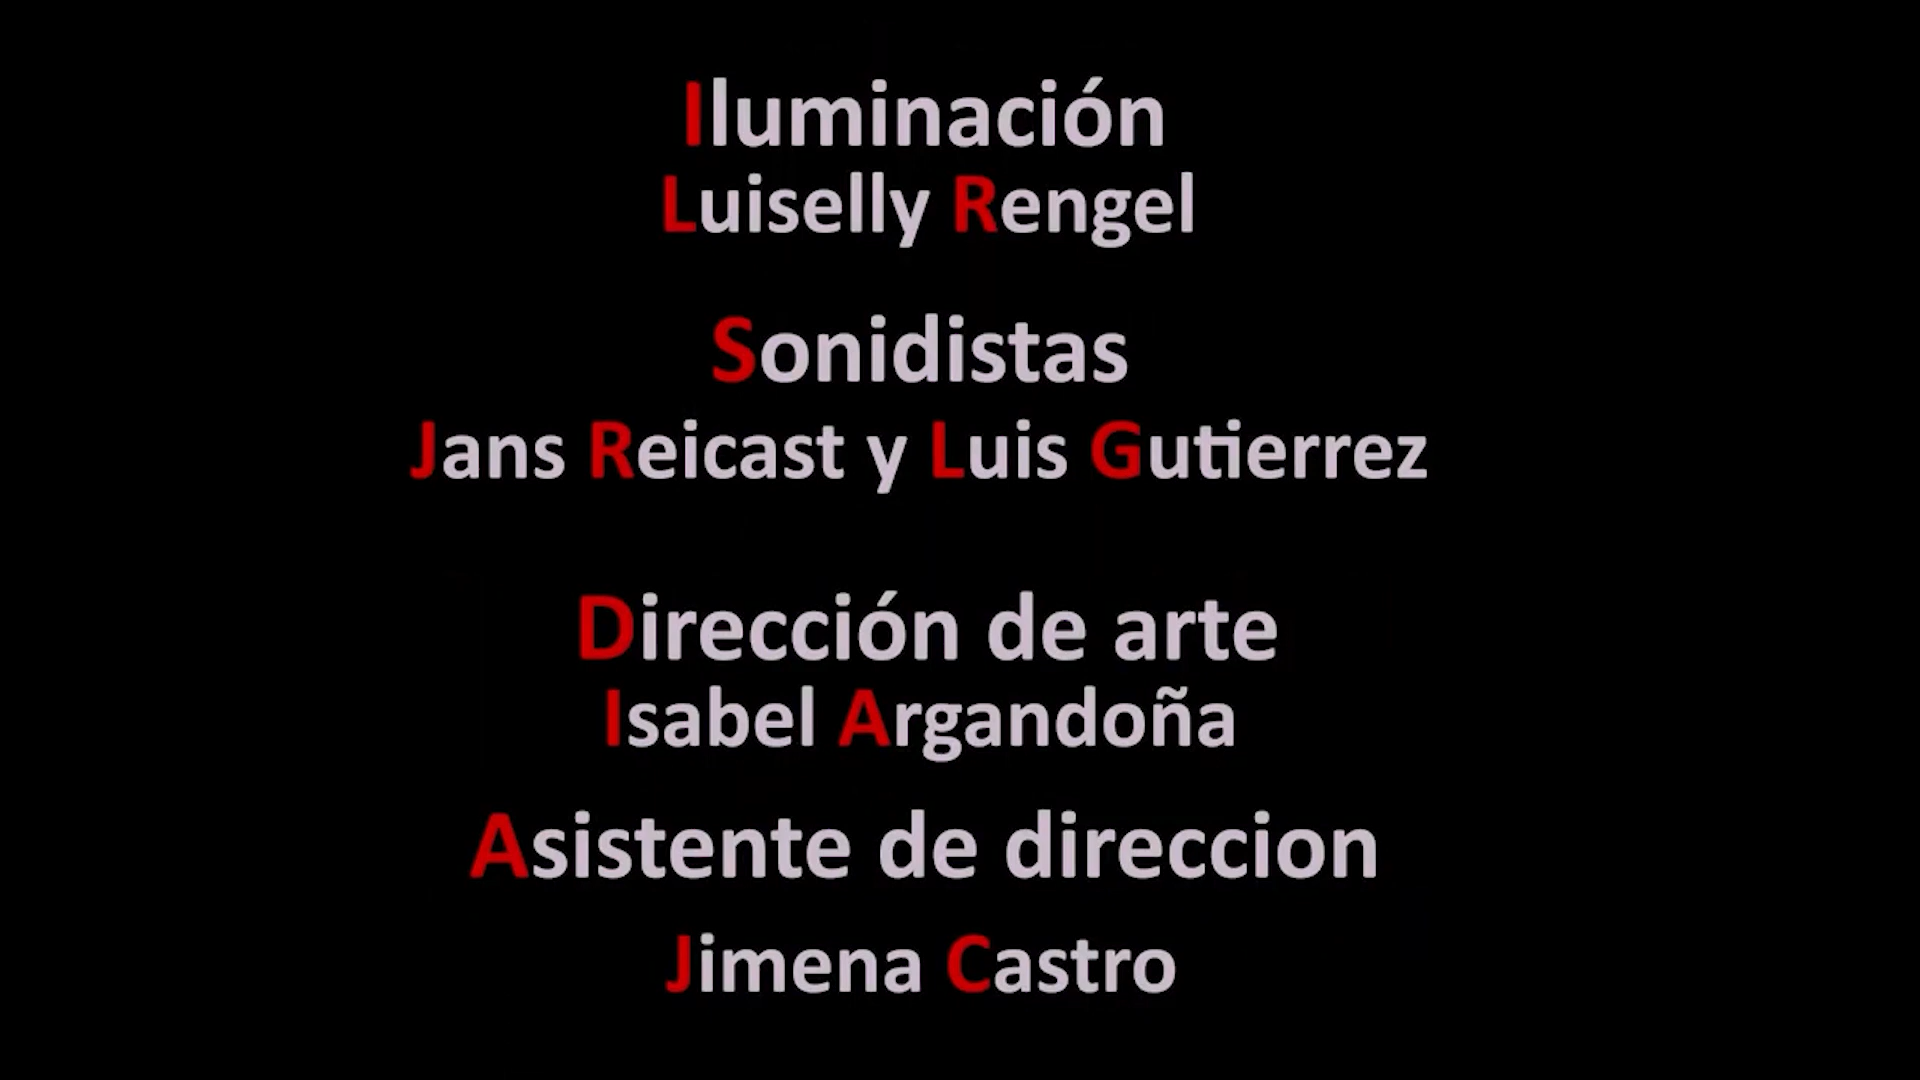 Iluminación
Luiselly Rengel
Sonidistas
Jans Reicast y Luis Gutierrez
Dirección de arte
Isabel Argandoña
Asistente de direccion
Jimena Castro